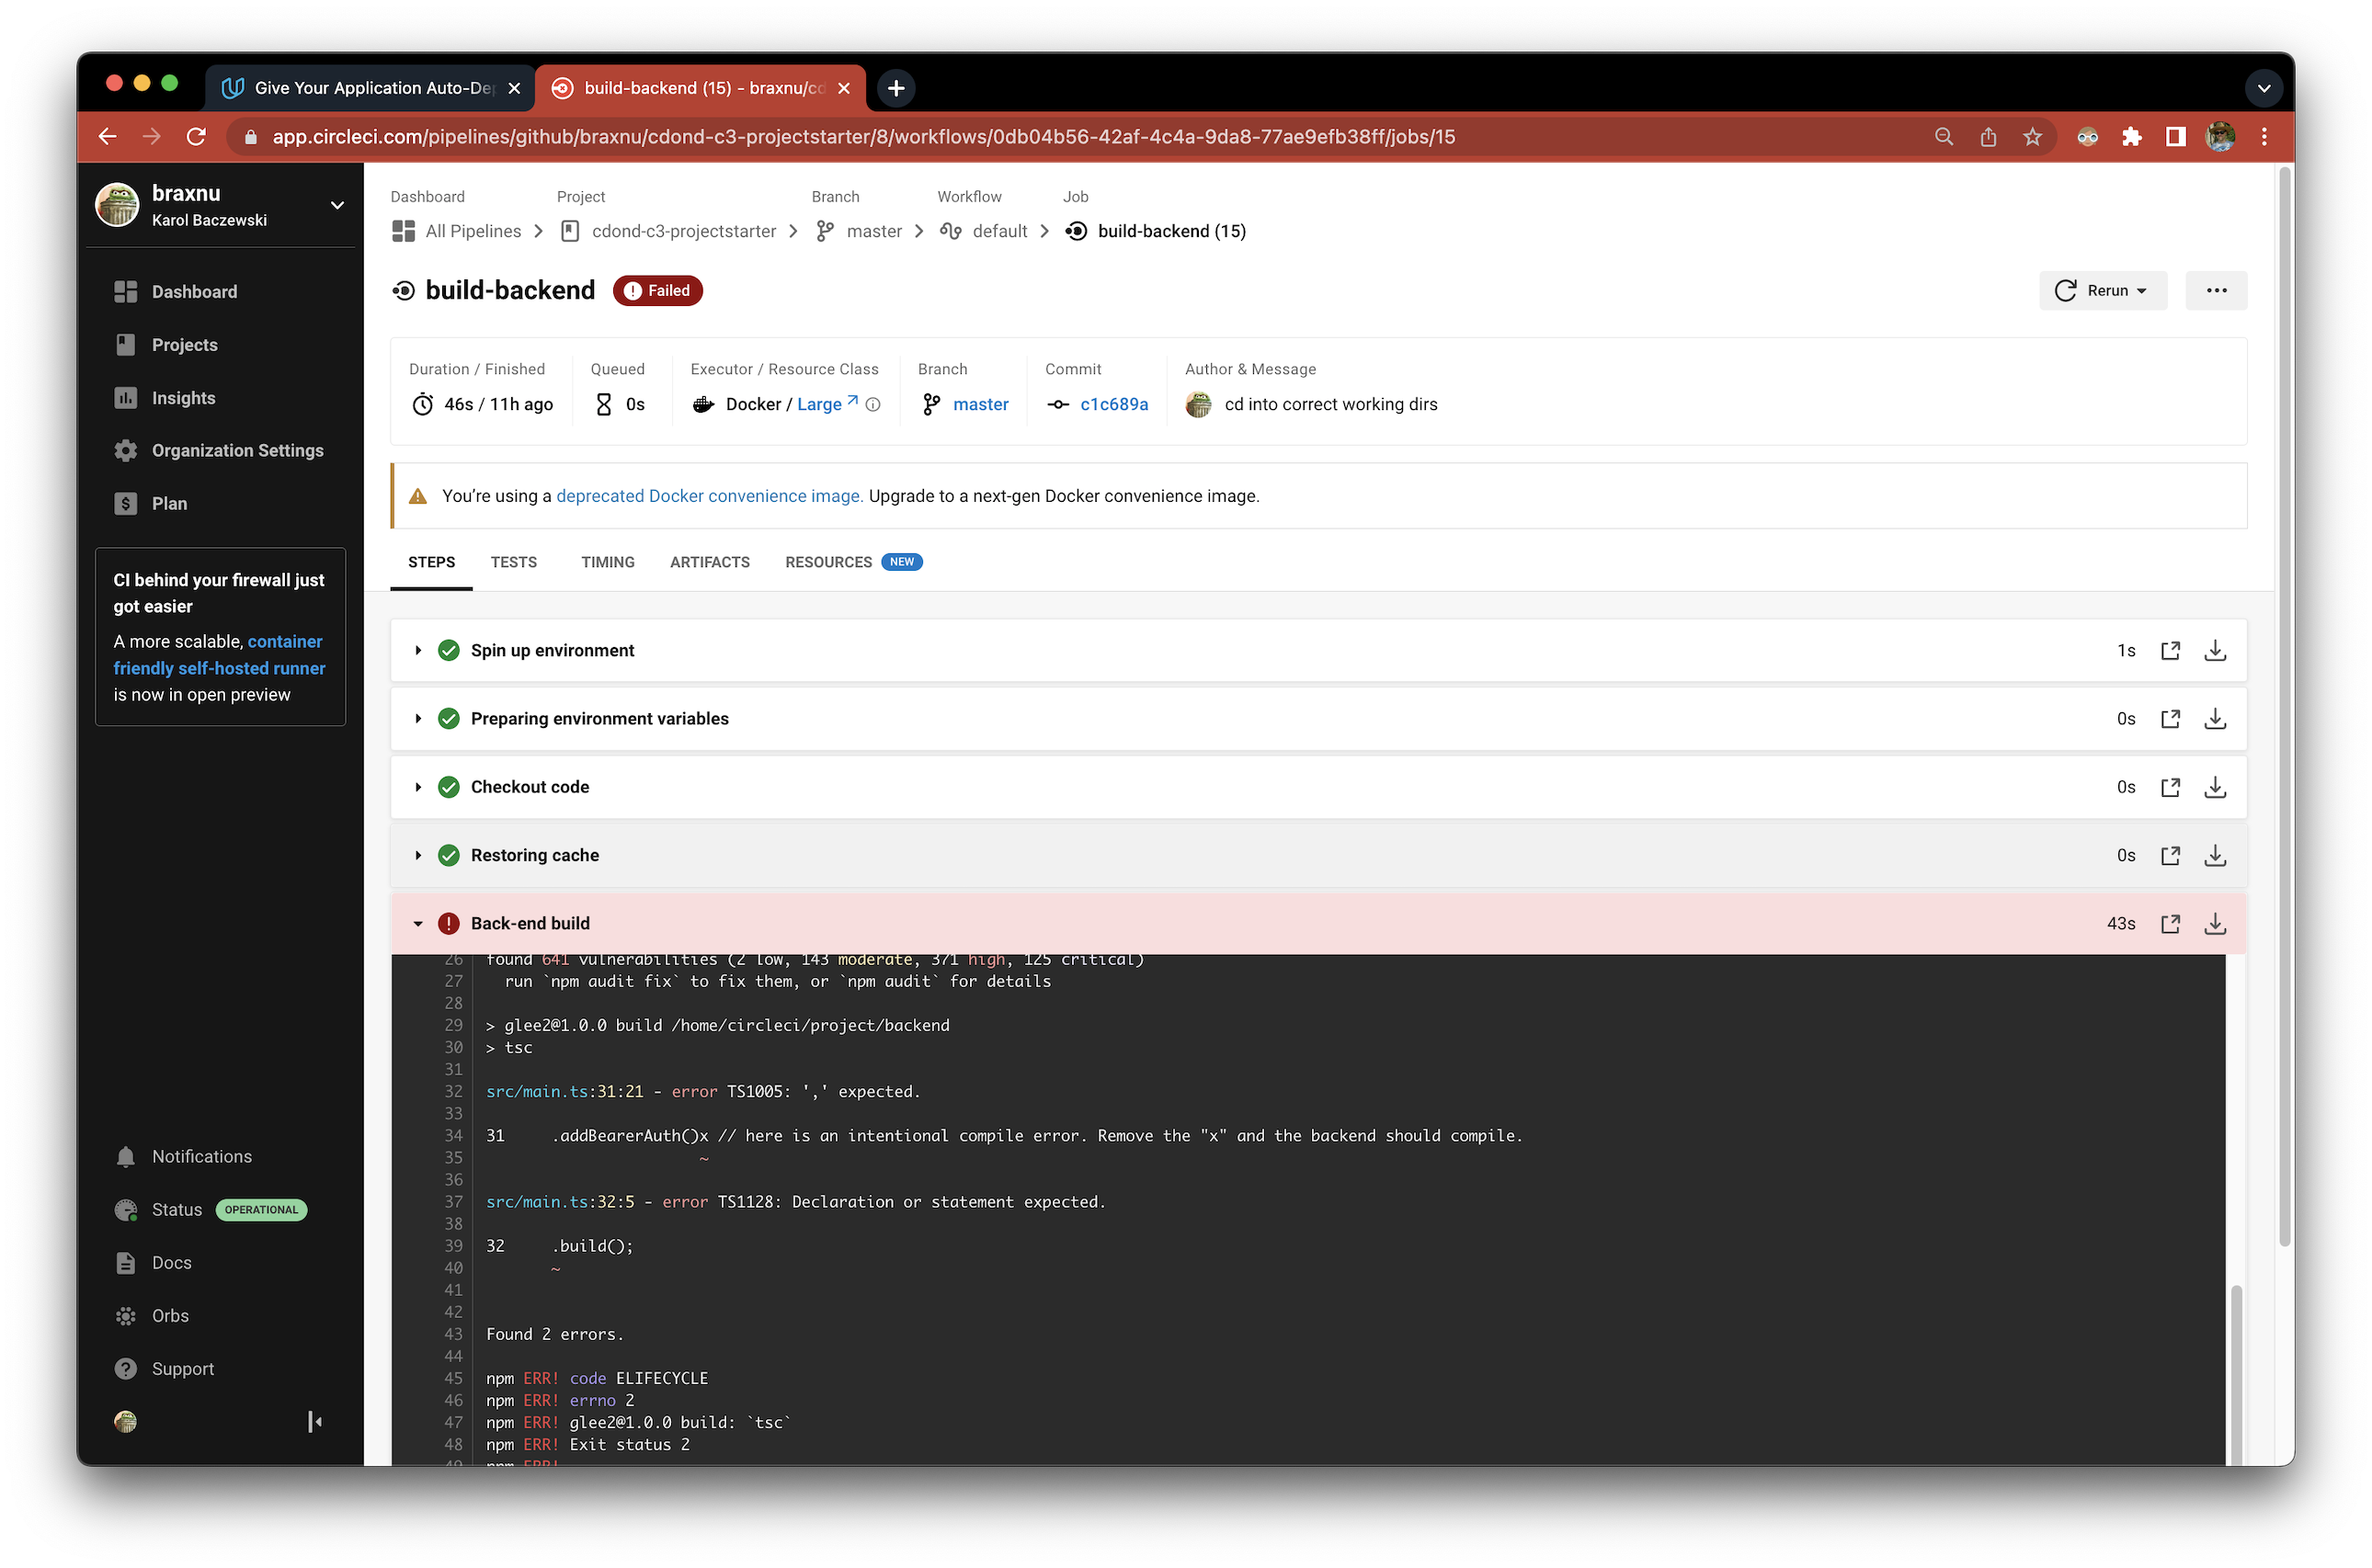 Give Your Application Auto-De
build-backend (15) - braxnu/cd
app.circleci.com/pipelines/github/braxnu/cdond-c3-projectstarter/8/workflows/0db04b56-42af-4c4a-9da8-77ae9efb38ff/jobs/15
braxnu
Karol Baczewski
Dashboard
Projects
Insights
Organization Settings
Plan
CI behind your firewall just
got easier
A more scalable, container
friendly self-hosted runner
is now in open preview
Notifications
Status OPERATIONAL
Docs
Orbs
Support
Dashboard Project Branch Workflow Job
All Pipelines cdond-c3-projectstarter master default build-backend (15)
build-backend Failed Rerun
Duration / Finished Queued Executor / Resource Class Branch Commit Author & Message
46s / 11h ago 0s Docker / Large master c1c689a cd into correct working dirs
You're using a deprecated Docker convenience image. Upgrade to a next-gen Docker convenience image.
STEPS TESTS TIMING ARTIFACTS RESOURCES NEW
Spin up environment 1s
Preparing environment variables 0s
Checkout code 0s
Restoring cache 0s
Back-end build 43s
26 found 641 vulnerabilities (2 low, 143 moderate, 371 high, 125 critical)
27 run `npm audit fix` to fix them, or `npm audit` for details
28
29 > glee2@1.0.0 build /home/circleci/project/backend
30 > tsc
31
32 src/main.ts:31:21 - error TS1005: ',' expected.
33
34 31 .addBearerAuth()x // here is an intentional compile error. Remove the "x" and the backend should compile.
35 ~
36
37 src/main.ts:32:5 - error TS1128: Declaration or statement expected.
38
39 32 .build();
40 ~
41
42
43 Found 2 errors.
44
45 npm ERR! code ELIFECYCLE
46 npm ERR! errno 2
47 npm ERR! glee2@1.0.0 build: `tsc`
48 npm ERR! Exit status 2
49 npm ERR!